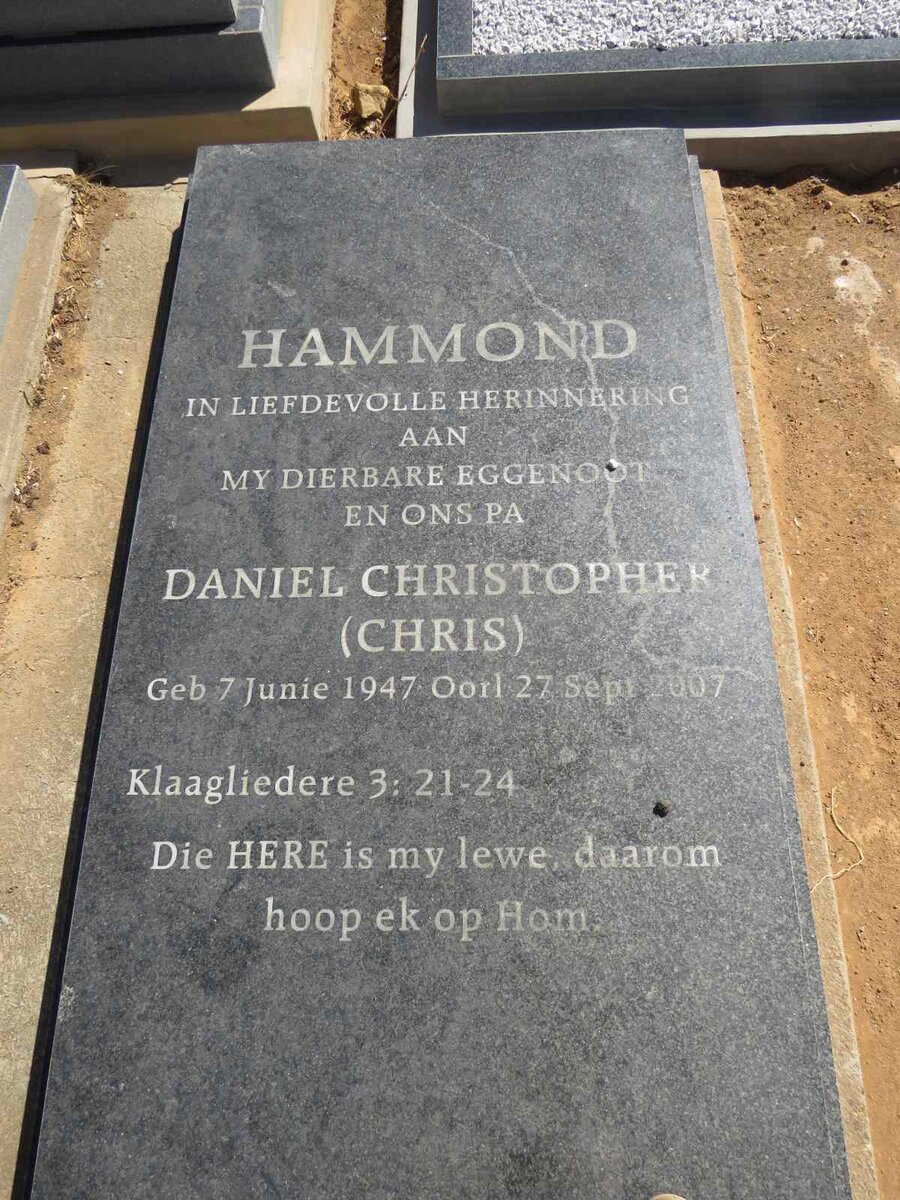 HAMMOND
IN LIEFDEVOLLE HERINNERING
AAN
MY DIERBARE EGGENOOT
EN ONS PA
DANIEL CHRISTOPHER
(CHRIS)
Geb 7 Junie 1947 Oorl 27 Sept 2007
Klaagliedere 3: 21-24
Die HERE is my lewe, daarom
hoop ek op Hom.